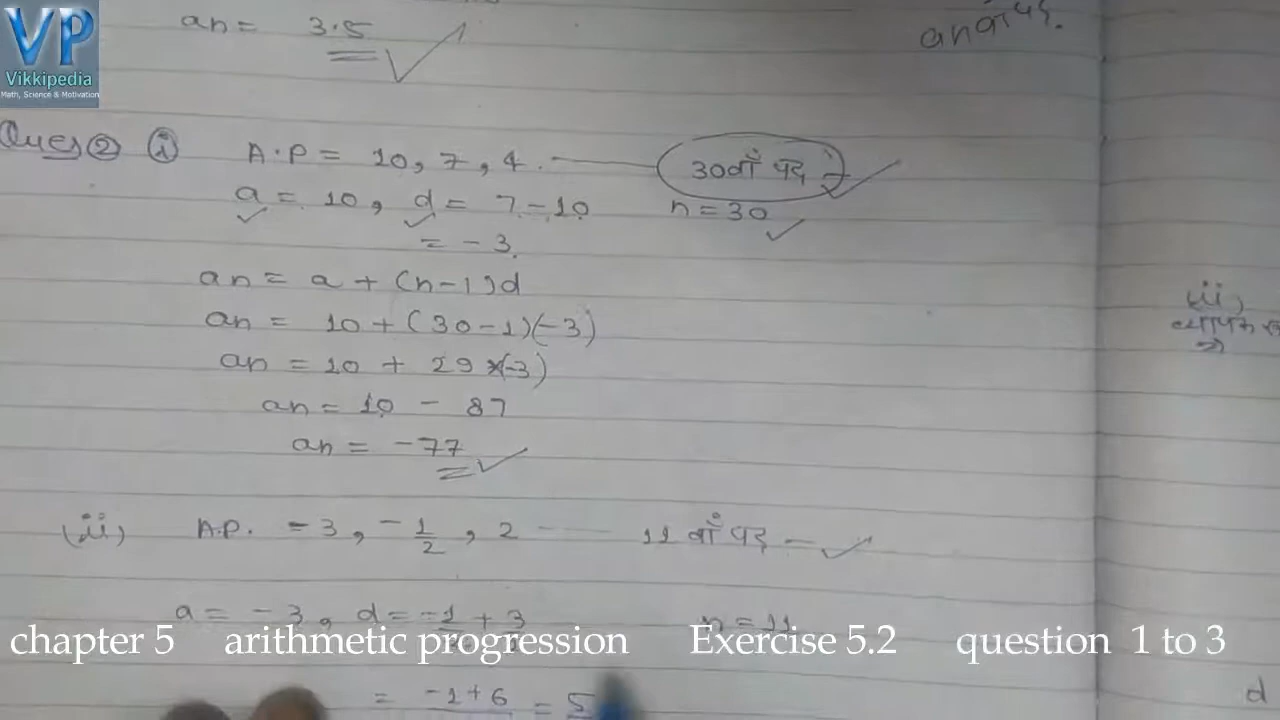 VP
Vikkipedia
Math, Science & Motivation
an = 3.5
Ques ② (i) A.P = 10, 7, 4. 30वाँ पद
a = 10, d = 7 - 10 n = 30
= - 3.
an = a + (n-1)d
an = 10 + (30-1)(-3)
an = 10 + 29 × (-3)
an = 10 - 87
an = -77
(ii) A.P. - 3, -1/2, 2 11 वाँ पद -
a = - 3, d = -1/2 + 3 n = 11
chapter 5 arithmetic progression Exercise 5.2 question 1 to 3
= -1+6 = 5
(ii)
d